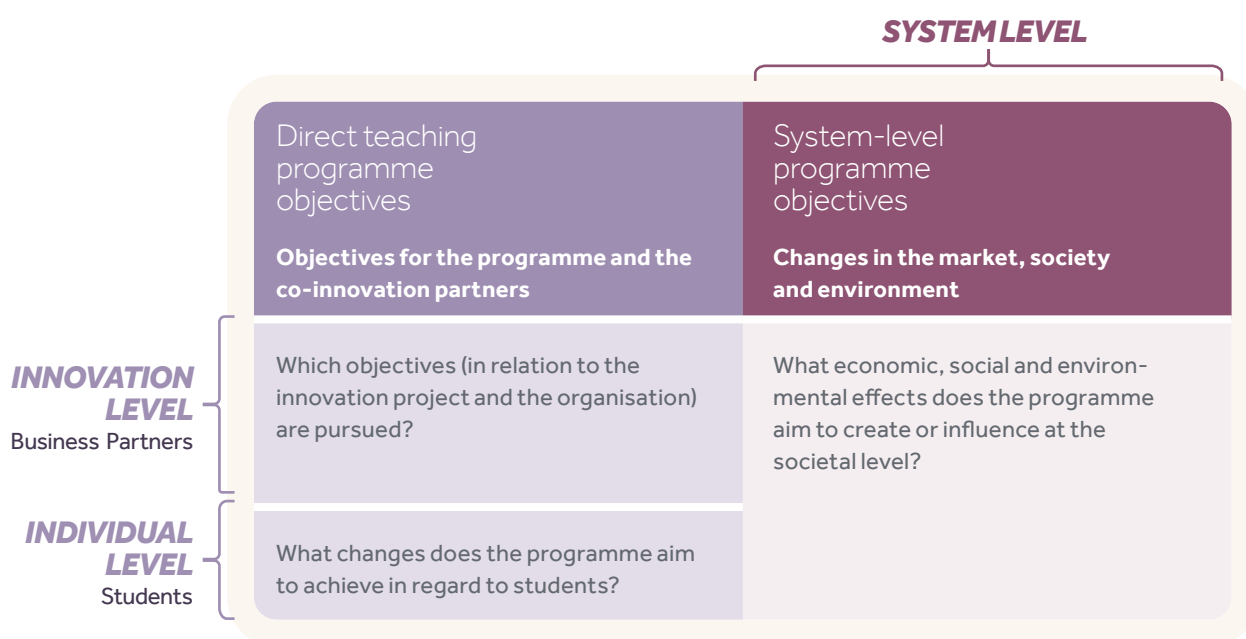 SYSTEM LEVEL
Direct teaching
programme
objectives
Objectives for the programme and the
co-innovation partners
System-level
programme
objectives
Changes in the market, society
and environment
INNOVATION
LEVEL
Business Partners
Which objectives (in relation to the
innovation project and the organisation)
are pursued?
What economic, social and environ-
mental effects does the programme
aim to create or influence at the
societal level?
INDIVIDUAL
LEVEL
Students
What changes does the programme aim
to achieve in regard to students?